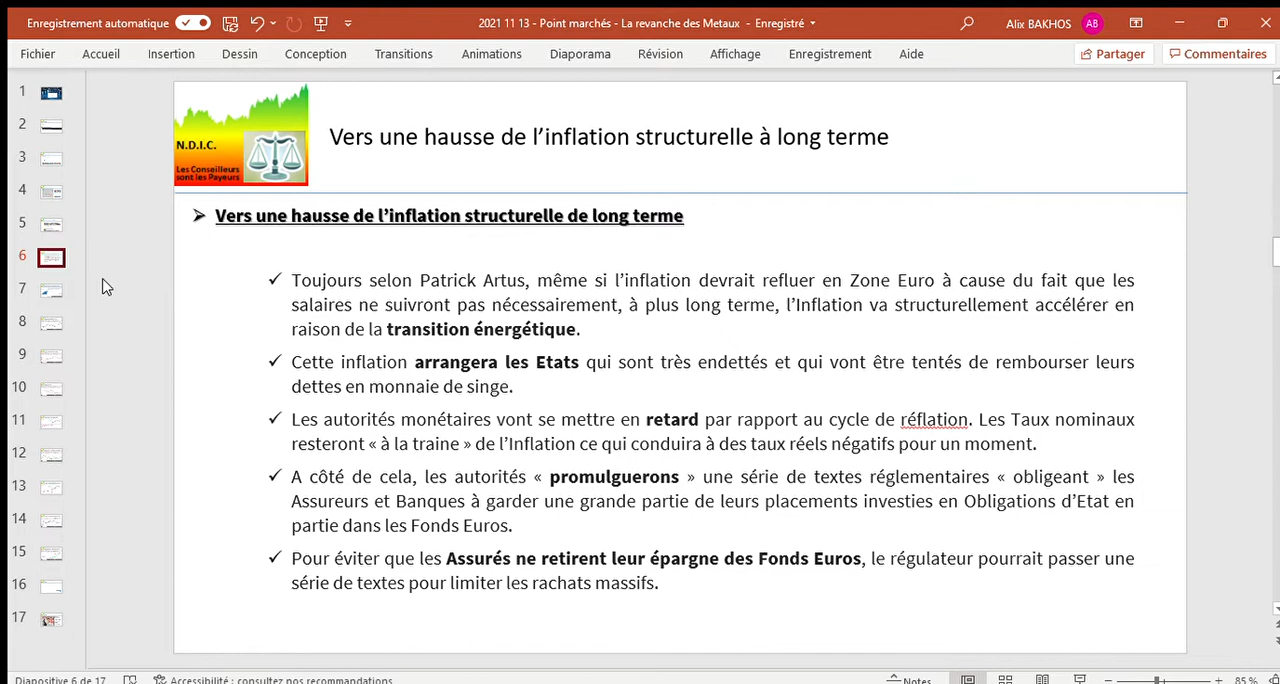 Enregistrement automatique
2021 11 13 - Point marchés - La revanche des Metaux - Enregistré
Alix BAKHOS AB
Fichier Accueil Insertion Dessin Conception Transitions Animations Diaporama Révision Affichage Enregistrement Aide Partager Commentaires
1
2
3
4
5
6
7
8
9
10
11
12
13
14
15
16
17
N.D.I.C.
Les Conseilleurs
sont les Payeurs
Vers une hausse de l’inflation structurelle à long terme
Vers une hausse de l’inflation structurelle de long terme
Toujours selon Patrick Artus, même si l’inflation devrait refluer en Zone Euro à cause du fait que les
salaires ne suivront pas nécessairement, à plus long terme, l’Inflation va structurellement accélérer en
raison de la transition énergétique.
Cette inflation arrangera les Etats qui sont très endettés et qui vont être tentés de rembourser leurs
dettes en monnaie de singe.
Les autorités monétaires vont se mettre en retard par rapport au cycle de réflation. Les Taux nominaux
resteront « à la traine » de l’Inflation ce qui conduira à des taux réels négatifs pour un moment.
A côté de cela, les autorités « promulguerons » une série de textes réglementaires « obligeant » les
Assureurs et Banques à garder une grande partie de leurs placements investies en Obligations d’Etat en
partie dans les Fonds Euros.
Pour éviter que les Assurés ne retirent leur épargne des Fonds Euros, le régulateur pourrait passer une
série de textes pour limiter les rachats massifs.
Diapositive 6 de 17 Accessibilité : consultez nos recommandations Notes 85 %